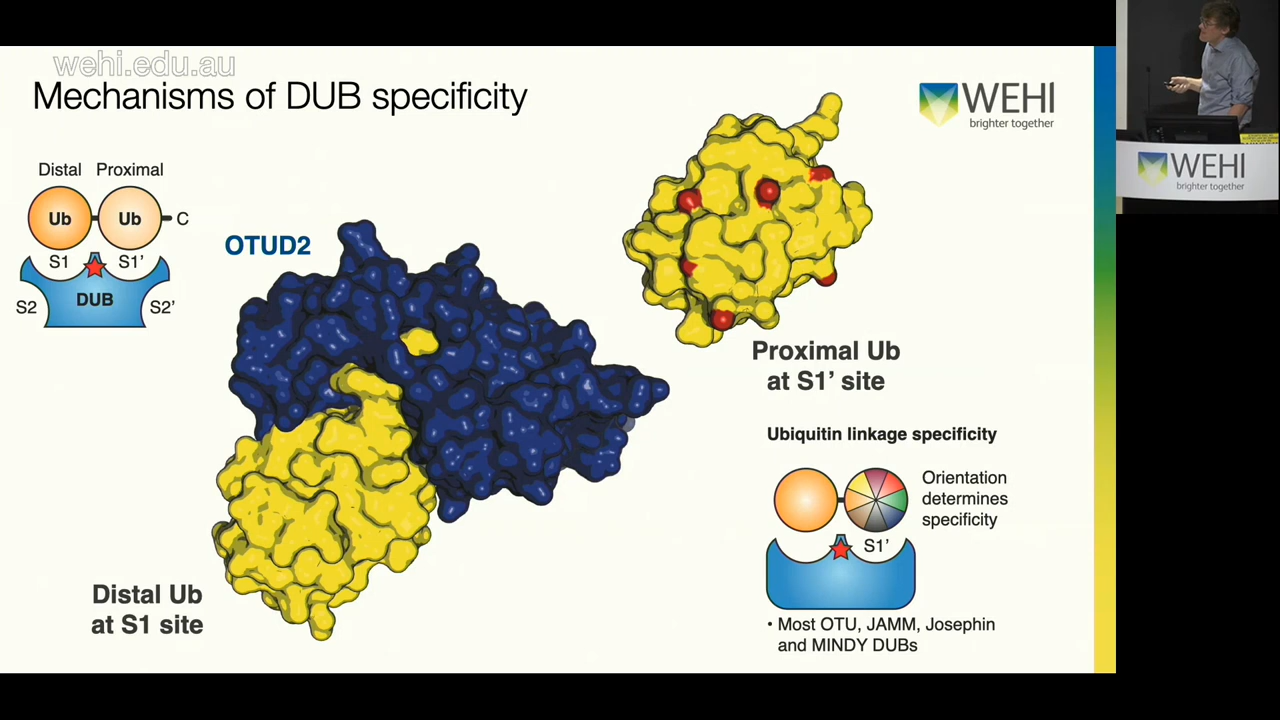 wehi.edu.au
Mechanisms of DUB specificity
WEHI
brighter together
Distal Proximal
Ub Ub C
S1 S1'
DUB
S2 S2'
OTUD2
Distal Ub
at S1 site
Proximal Ub
at S1' site
Ubiquitin linkage specificity
Orientation
determines
specificity
S1'
• Most OTU, JAMM, Josephin
and MINDY DUBs
WEHI
brighter together